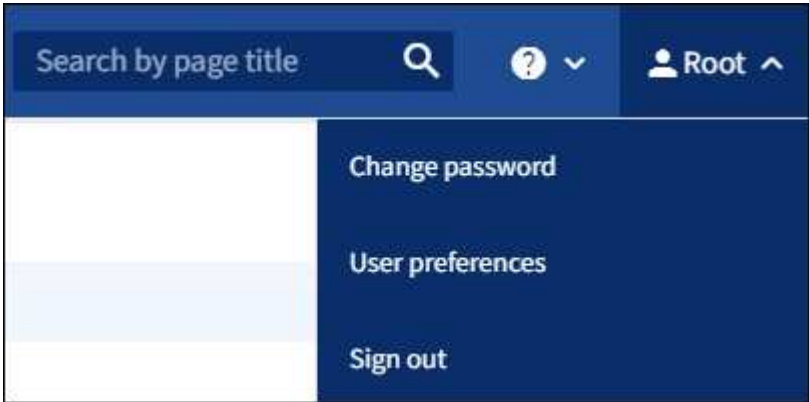 Search by page title Root
Change password
User preferences
Sign out